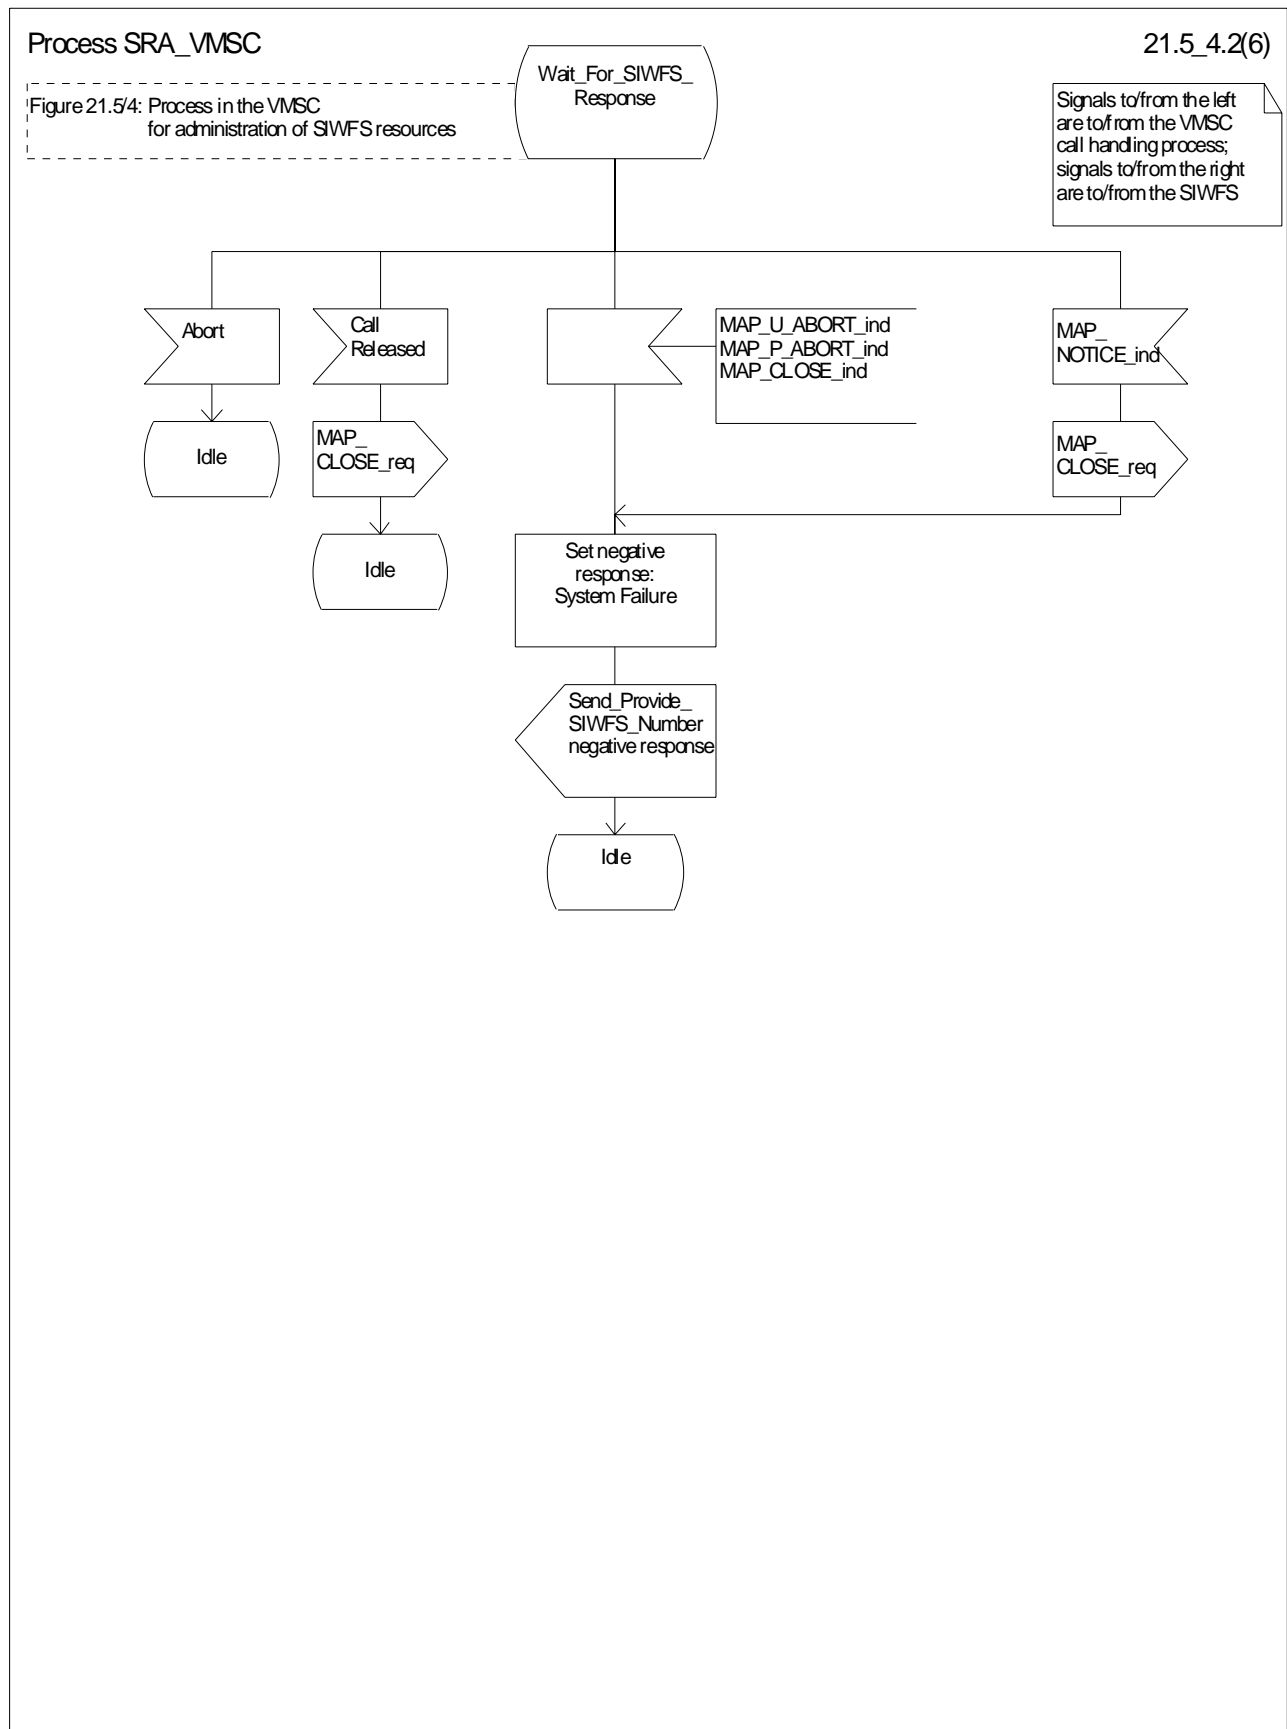 Process SRA_VMSC
21.5_4.2(6)
Figure 21.5/4: Process in the VMSC
for administration of SIWFS resources
Wait_For_SIWFS_
Response
Signals to/from the left
are to/from the VMSC
call handling process;
signals to/from the right
are to/from the SIWFS
Abort
Call
Released
MAP_U_ABORT_ind
MAP_P_ABORT_ind
MAP_CLOSE_ind
MAP_
NOTICE_ind
Idle
MAP_
CLOSE_req
MAP_
CLOSE_req
Idle
Set negative
response:
System Failure
Send_Provide_
SIWFS_Number
negative response
Idle